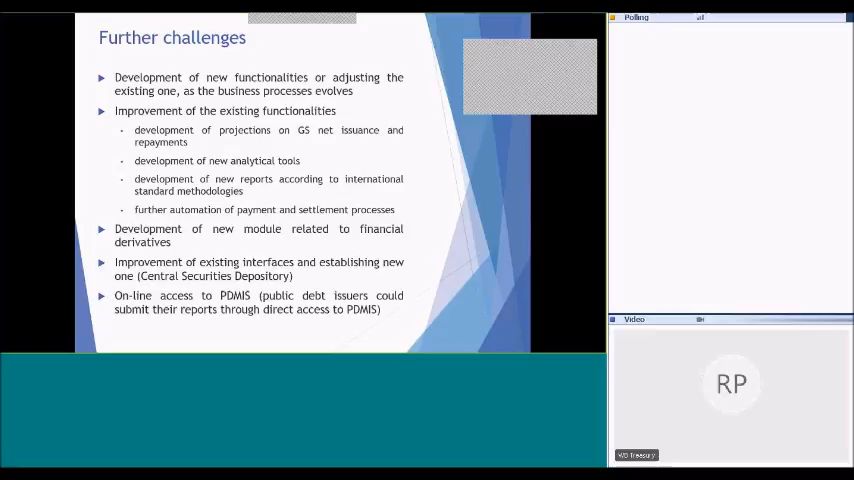 Further challenges
Development of new functionalities or adjusting the
existing one, as the business processes evolves
Improvement of the existing functionalities
development of projections on GS net issuance and
repayments
development of new analytical tools
development of new reports according to international
standard methodologies
further automation of payment and settlement processes
Development of new module related to financial
derivatives
Improvement of existing interfaces and establishing new
one (Central Securities Depository)
On-line access to PDMIS (public debt issuers could
submit their reports through direct access to PDMIS)
Polling
Video
RP
WB Treasury